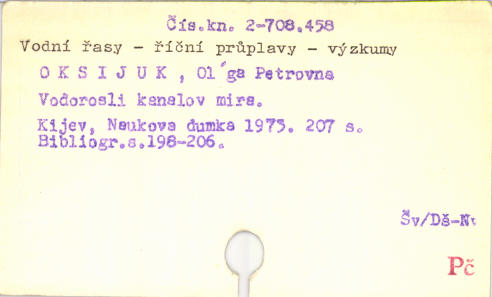 Čís.kn. 2-708.458
Vodní řasy - říční průplavy - výzkumy
O K S I J U K , Ol´ga Petrovna
Vodorosli kanalov mira.
Kijev, Naukova dumka 1973. 207 s.
Bibliogr.s.198-206.
Šv/Dš-Nt
Pč